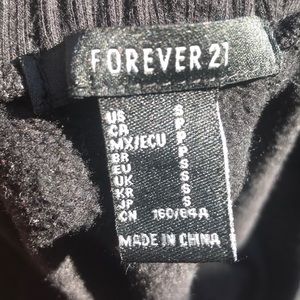 FOREVER 21
US S
CA P
MX/ECU P
BR P
EU S
UK S
KR S
JP S
CN 160/84A
MADE IN CHINA